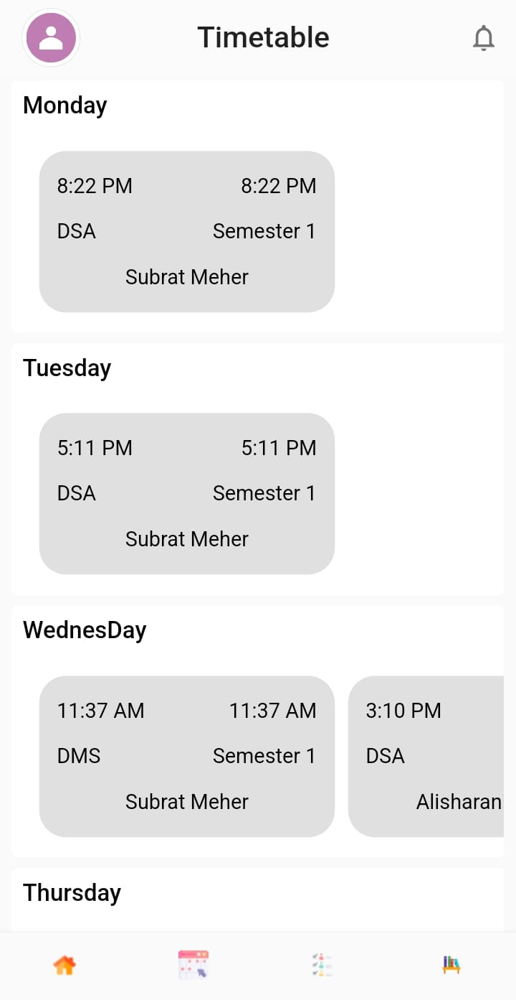 Timetable
Monday
8:22 PM 8:22 PM
DSA Semester 1
Subrat Meher
Tuesday
5:11 PM 5:11 PM
DSA Semester 1
Subrat Meher
WednesDay
11:37 AM 11:37 AM 3:10 PM
DMS Semester 1 DSA
Subrat Meher Alisharan
Thursday